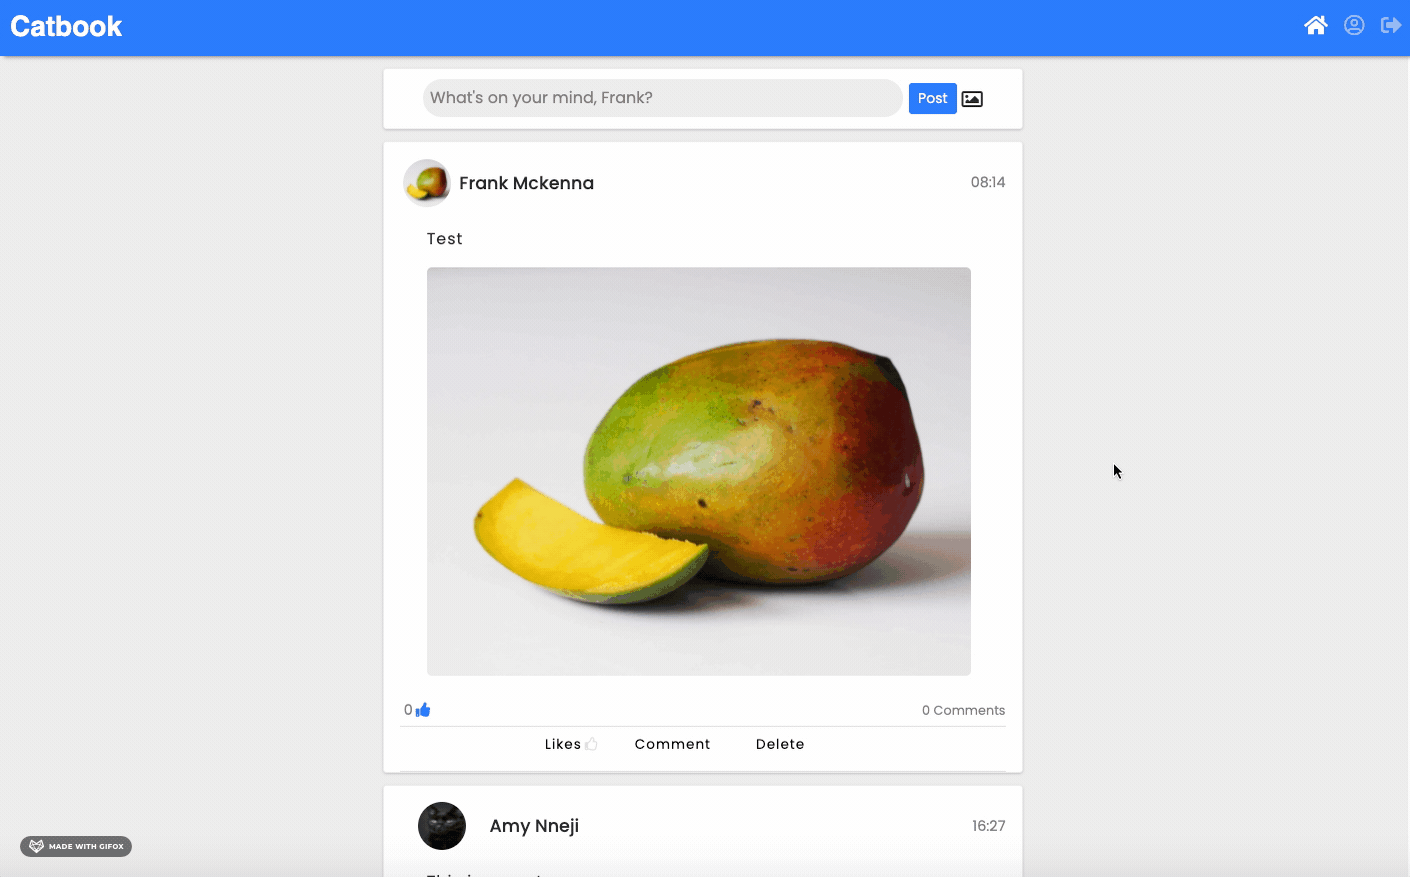 Catbook
What's on your mind, Frank?
Post
Frank Mckenna
08:14
Test
0
0 Comments
Likes
Comment
Delete
Amy Nneji
16:27
MADE WITH GIFOX